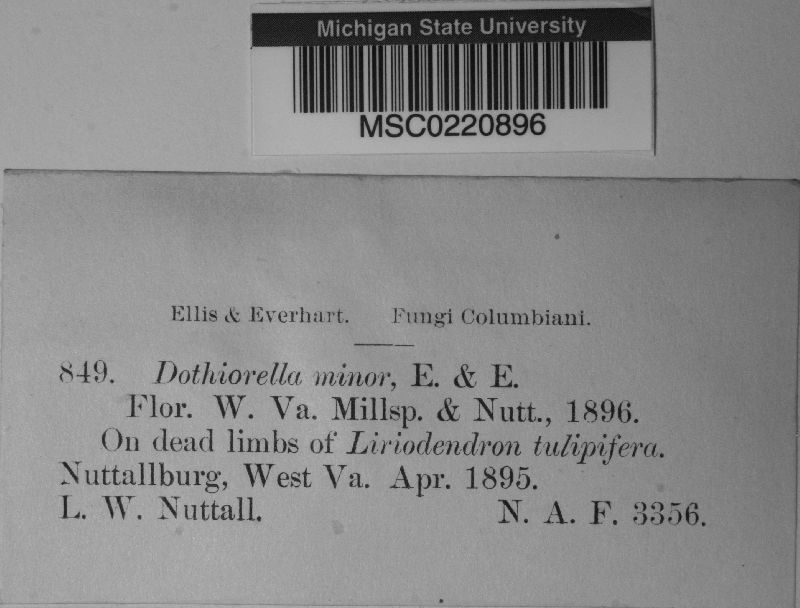 Michigan State University
MSC0220896
Ellis & Everhart. Fungi Columbiani.
849. Dothiorella minor, E. & E.
Flor. W. Va. Millsp. & Nutt., 1896.
On dead limbs of Liriodendron tulipifera.
Nuttallburg, West Va. Apr. 1895.
L. W. Nuttall. N. A. F. 3356.